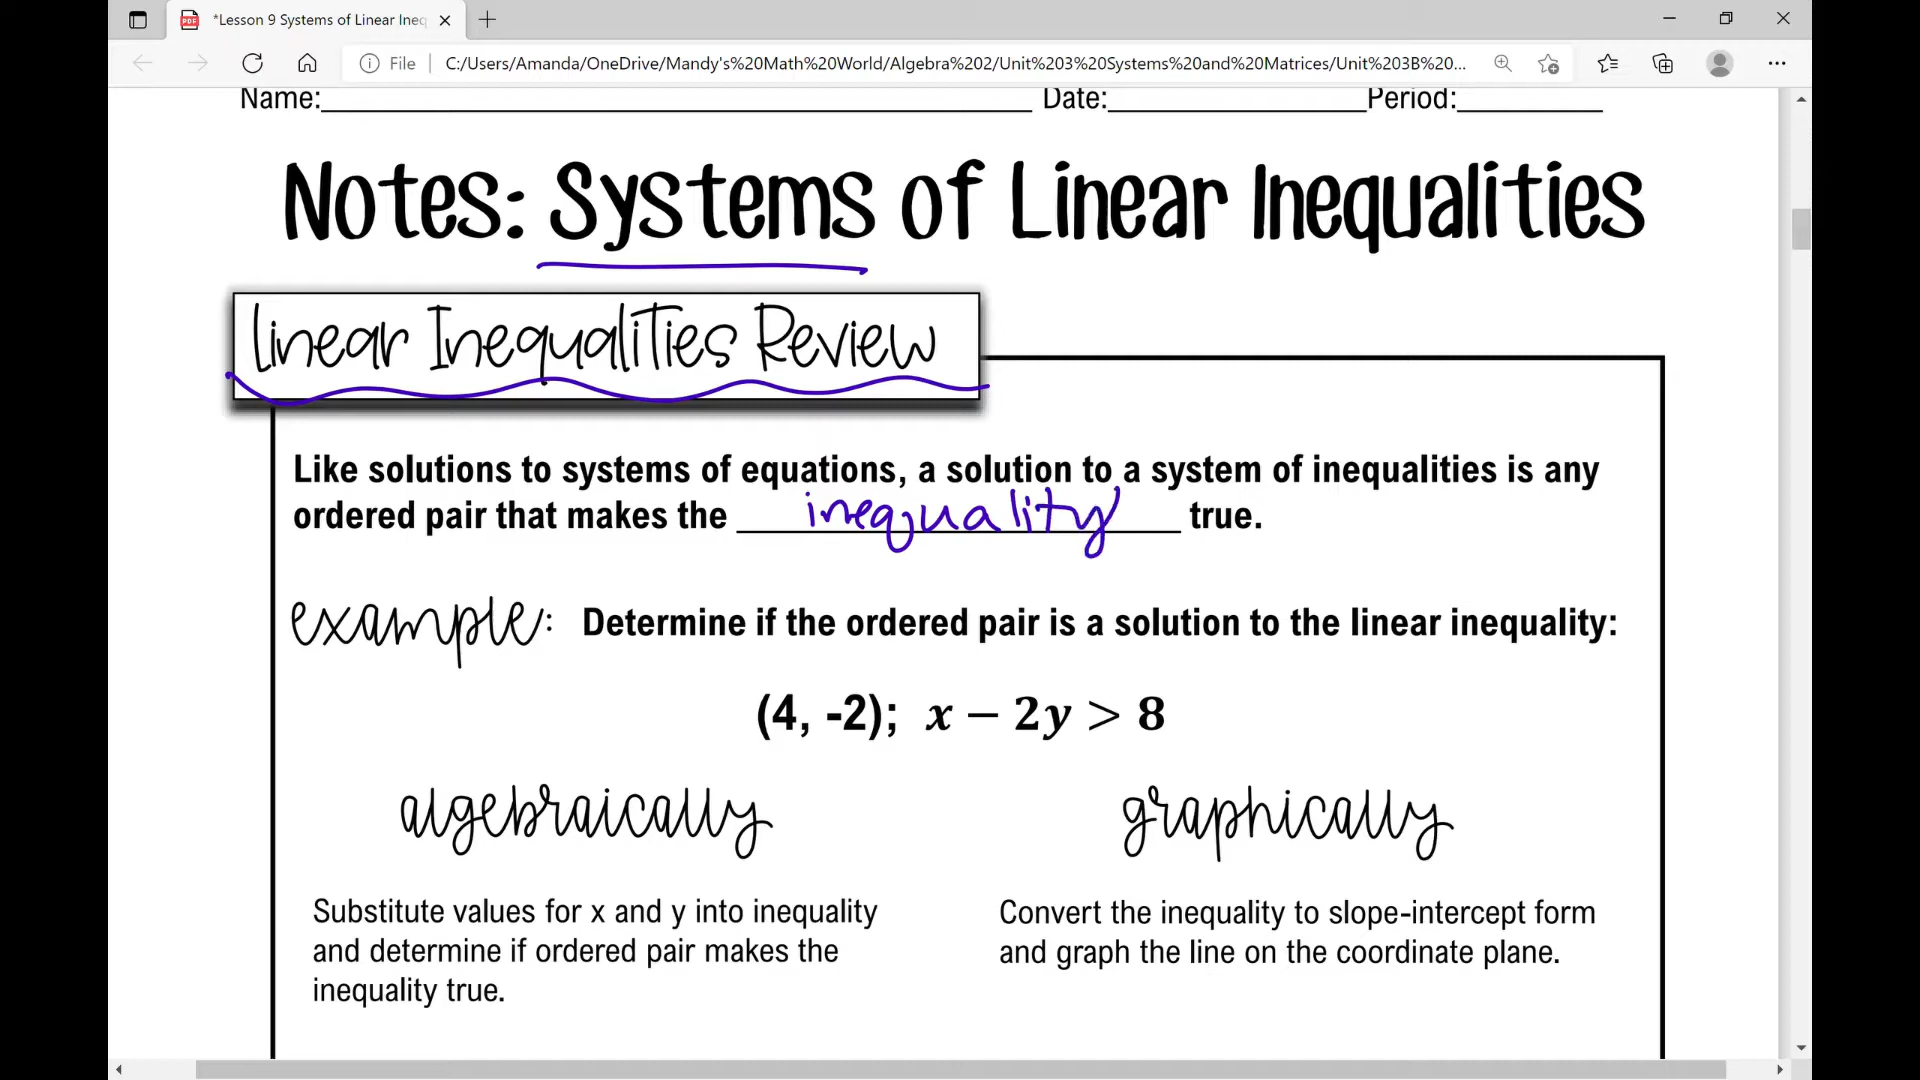 *Lesson 9 Systems of Linear Ineq
File
C:/Users/Amanda/OneDrive/Mandy's%20Math%20World/Algebra%202/Unit%203%20Systems%20and%20Matrices/Unit%203B%20...
Name: Date: Period:
Notes: Systems of Linear Inequalities
Linear Inequalities Review
Like solutions to systems of equations, a solution to a system of inequalities is any
ordered pair that makes the inequality true.
example: Determine if the ordered pair is a solution to the linear inequality:
(4, -2); x − 2y > 8
algebraically graphically
Substitute values for x and y into inequality
and determine if ordered pair makes the
inequality true.
Convert the inequality to slope-intercept form
and graph the line on the coordinate plane.